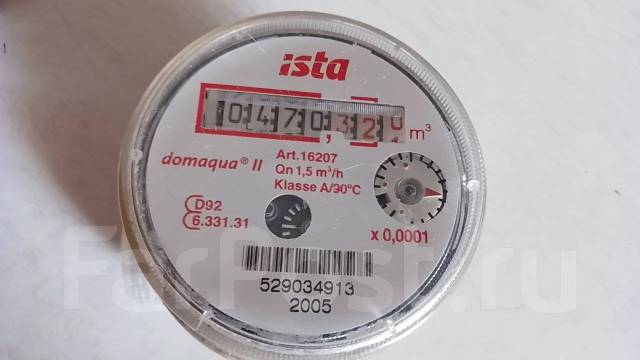 ista
0470,320
m³
domaqua® II
Art.16207
Qn 1,5 m³/h
Klasse A/90°C
D92
6.331.31
x 0,0001
529034913
2005
FarPost.ru